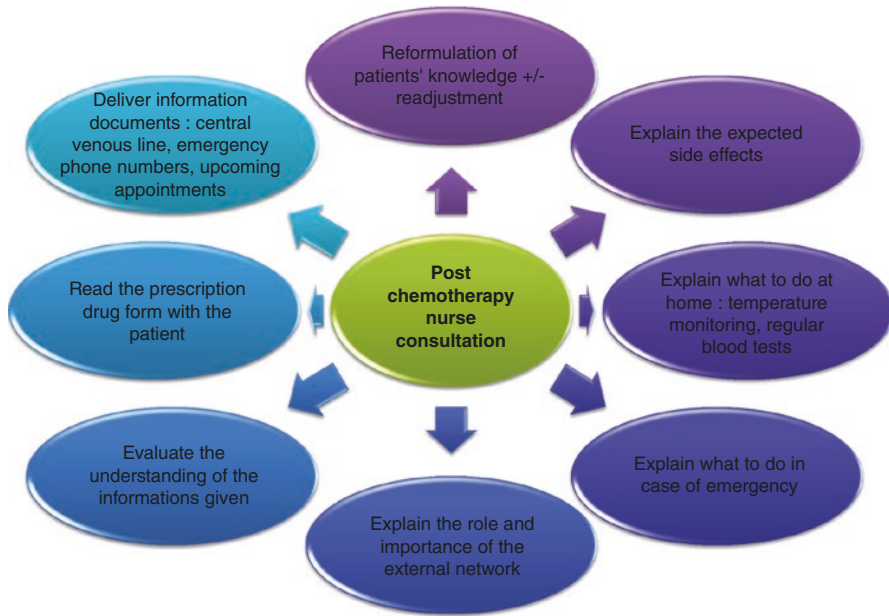 Reformulation of
patients' knowledge +/-
readjustment
Deliver information
documents : central
venous line, emergency
phone numbers, upcoming
appointments
Explain the expected
side effects
Read the prescription
drug form with the
patient
Post
chemotherapy
nurse
consultation
Explain what to do at
home : temperature
monitoring, regular
blood tests
Evaluate the
understanding of the
informations given
Explain what to do in
case of emergency
Explain the role and
importance of the
external network